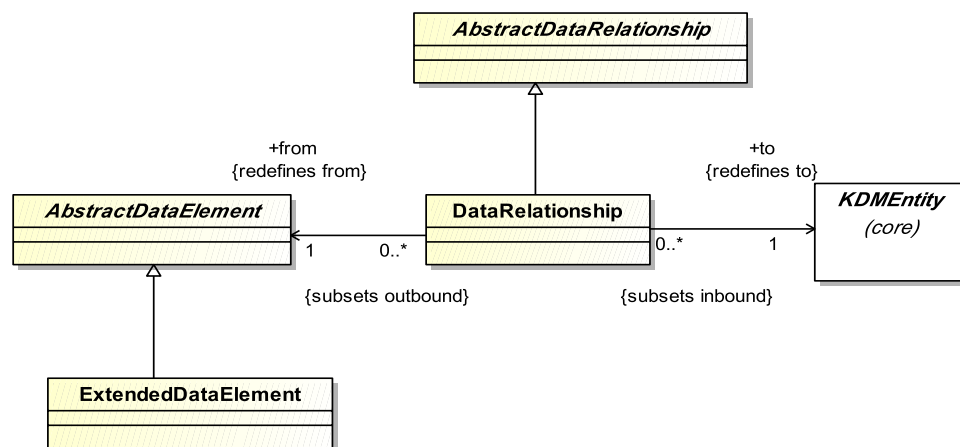 AbstractDataRelationship
+from
{redefines from}
+to
{redefines to}
AbstractDataElement
DataRelationship
KDMEntity
(core)
1
0..*
0..*
1
{subsets outbound}
{subsets inbound}
ExtendedDataElement